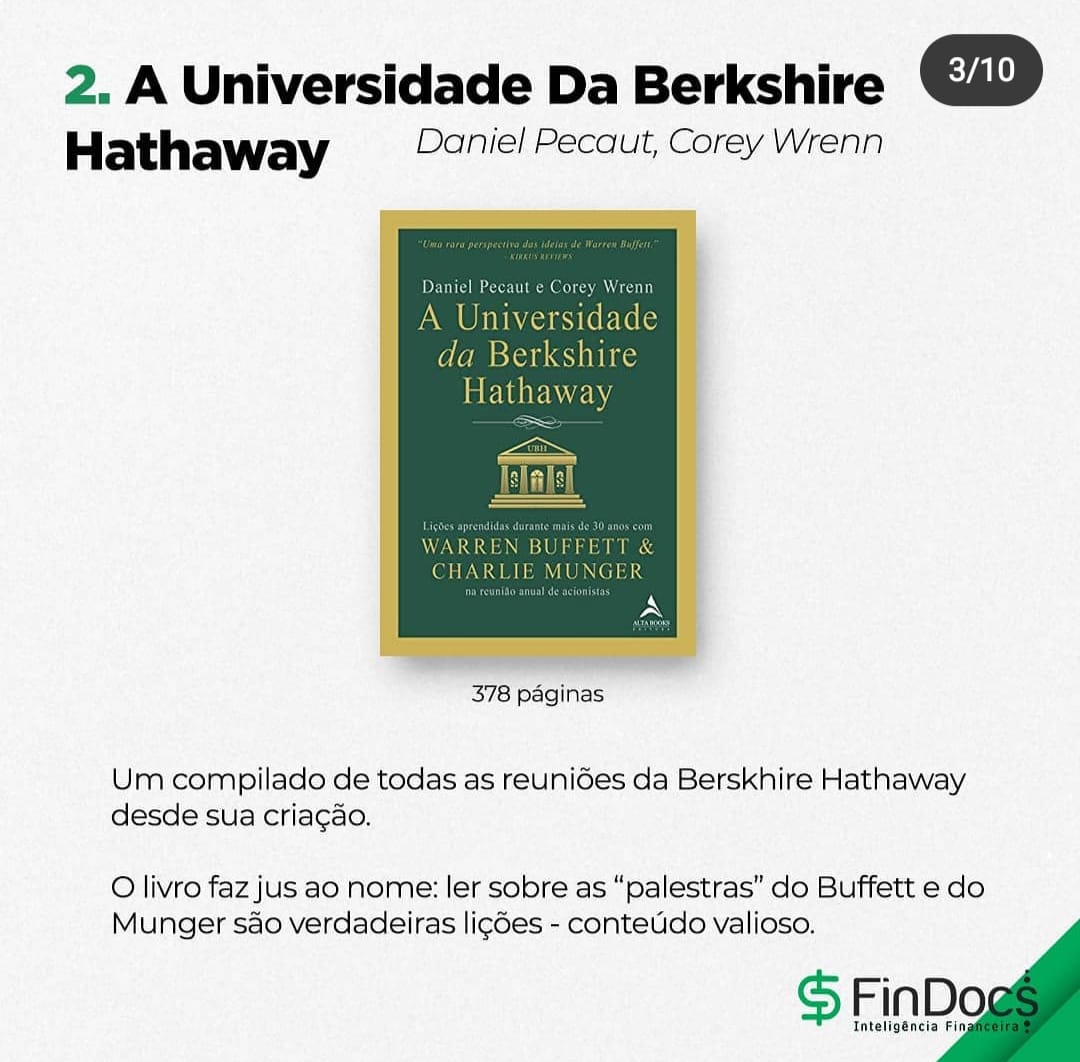 2. A Universidade Da Berkshire
Hathaway
Daniel Pecaut, Corey Wrenn
3/10
"Uma rara perspectiva das ideias de Warren Buffett."
- KIRKUS REVIEWS
Daniel Pecaut e Corey Wrenn
A Universidade
da Berkshire
Hathaway
UBH
Lições aprendidas durante mais de 30 anos com
WARREN BUFFETT &
CHARLIE MUNGER
na reunião anual de acionistas
ALTA BOOKS
EDITORA
378 páginas
Um compilado de todas as reuniões da Berskhire Hathaway
desde sua criação.
O livro faz jus ao nome: ler sobre as “palestras” do Buffett e do
Munger são verdadeiras lições - conteúdo valioso.
FinDocs
Inteligência Financeira